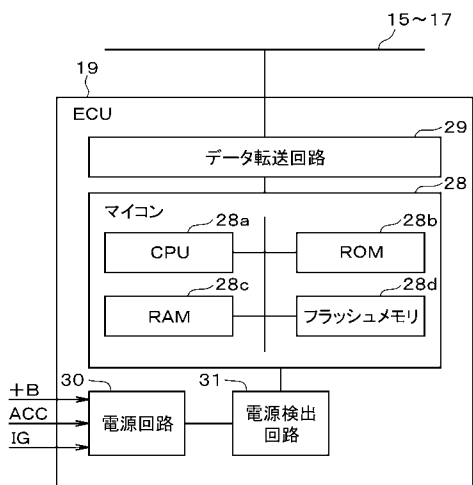 15～17
19
ECU
29
データ転送回路
28
マイコン
28a
CPU
28b
ROM
28c
RAM
28d
フラッシュメモリ
+B
ACC
IG
30
電源回路
31
電源検出
回路